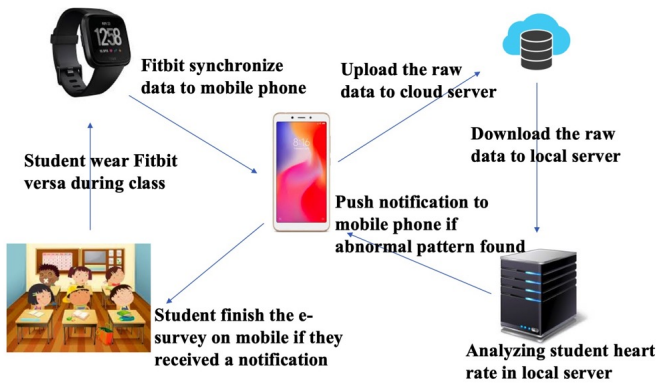 12:58
Fitbit synchronize
data to mobile phone
Upload the raw
data to cloud server
Download the raw
data to local server
Student wear Fitbit
versa during class
Push notification to
mobile phone if
abnormal pattern found
Student finish the e-
survey on mobile if they
received a notification
Analyzing student heart
rate in local server